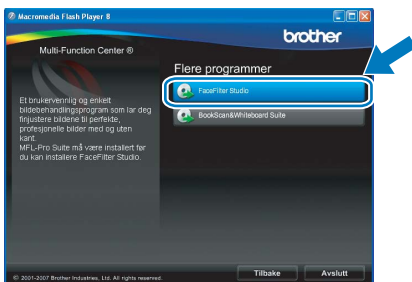 Macromedia Flash Player 8
brother
Multi-Function Center ®
Flere programmer
FaceFilter Studio
BookScan&Whiteboard Suite
Et brukervennlig og enkelt
bildebehandlingsprogram som lar deg
finjustere bildene til perfekte,
profesjonelle bilder med og uten
kant.
MFL-Pro Suite må være installert før
du kan installere FaceFilter Studio.
Tilbake
Avslutt
© 2001-2007 Brother Industries, Ltd. All rights reserved.